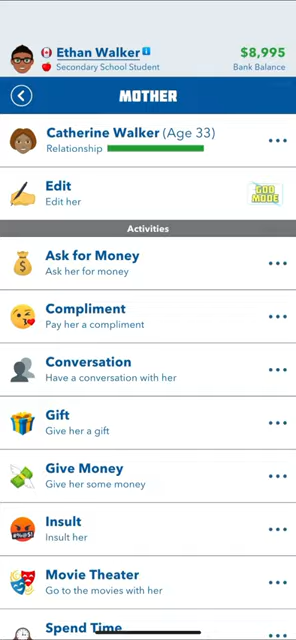 Ethan Walker
$8,995
Secondary School Student
Bank Balance
MOTHER
Catherine Walker (Age 33)
Relationship
Edit
Edit her
GOD
MODE
Activities
Ask for Money
Ask her for money
Compliment
Pay her a compliment
Conversation
Have a conversation with her
Gift
Give her a gift
Give Money
Give her some money
Insult
Insult her
Movie Theater
Go to the movies with her
Spend Time